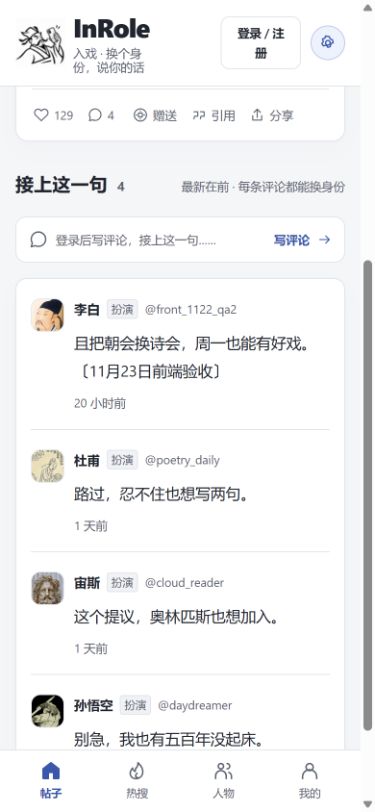 InRole
入戏 · 换个身
份，说你的话
登录 / 注
册
129
4
赠送
引用
分享
接上这一句 4
最新在前 · 每条评论都能换身份
登录后写评论，接上这一句……
写评论 →
李白 扮演 @front_1122_qa2
且把朝会换诗会，周一也能有好戏。
〔11月23日前端验收〕
20 小时前
杜甫 扮演 @poetry_daily
路过，忍不住也想写两句。
1 天前
宙斯 扮演 @cloud_reader
这个提议，奥林匹斯也想加入。
1 天前
孙悟空 扮演 @daydreamer
别急，我也有五百年没起床。
帖子
热搜
人物
我的